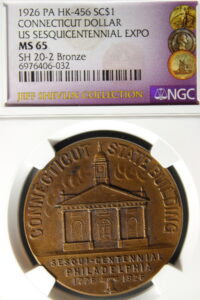 1926 PA HK-456 SC$1
CONNECTICUT DOLLAR
US SESQUICENTENNIAL EXPO
MS 65
SH 20-2 Bronze
6976406-032
JEFF SHEVLIN COLLECTION
NGC
CONNECTICUT STATE BUILDING
SESQUI-CENTENNIAL
PHILADELPHIA
1776 1926